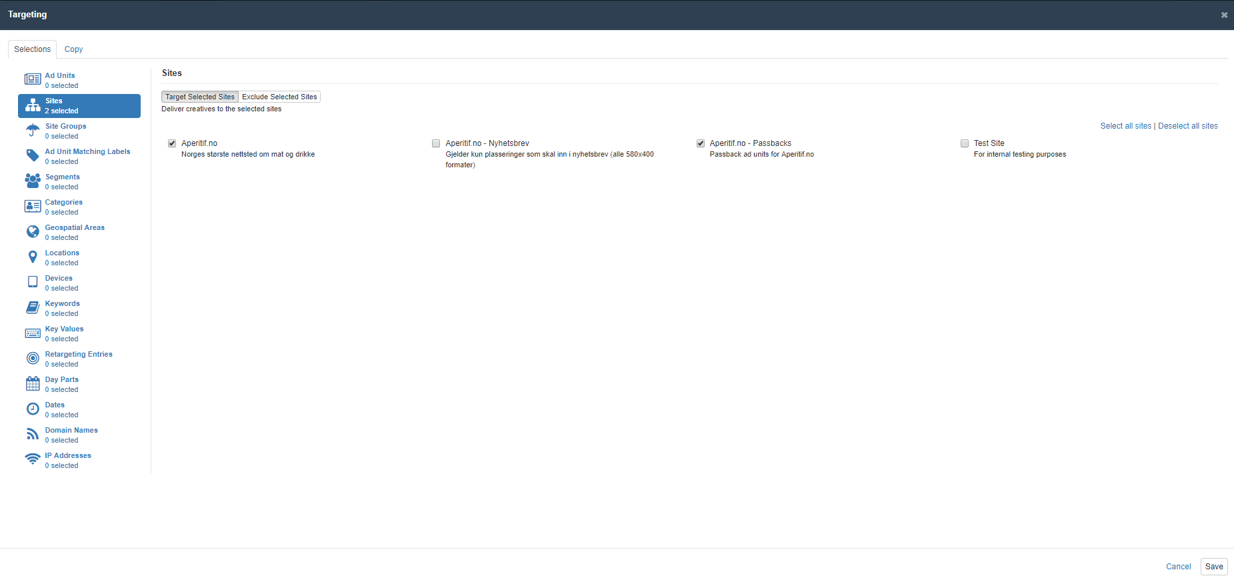 Targeting
Selections
Copy
Ad Units
0 selected
Sites
2 selected
Site Groups
0 selected
Ad Unit Matching Labels
0 selected
Segments
0 selected
Categories
0 selected
Geospatial Areas
0 selected
Locations
0 selected
Devices
0 selected
Keywords
0 selected
Key Values
0 selected
Retargeting Entries
0 selected
Day Parts
0 selected
Dates
0 selected
Domain Names
0 selected
IP Addresses
0 selected
Sites
Target Selected Sites
Exclude Selected Sites
Deliver creatives to the selected sites
Select all sites | Deselect all sites
Aperitif.no
Norges største nettsted om mat og drikke
Aperitif.no - Nyhetsbrev
Gjelder kun plasseringer som skal inn i nyhetsbrev (alle 580x400
formater)
Aperitif.no - Passbacks
Passback ad units for Aperitif.no
Test Site
For internal testing purposes
Cancel
Save